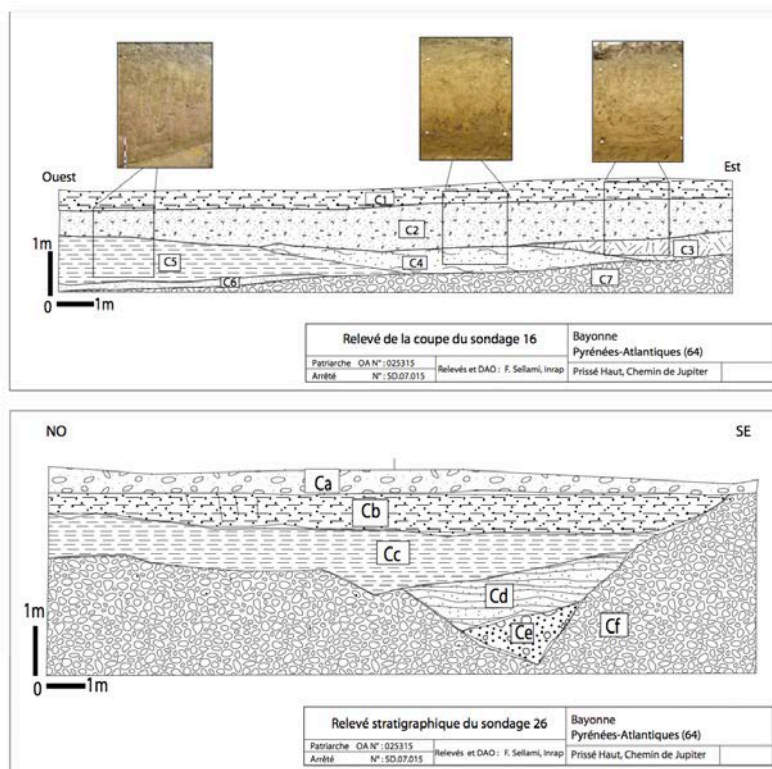 Ouest
Est
C1
C2
C3
C5
C4
C6
C7
1m
0 1m
Relevé de la coupe du sondage 16
Bayonne
Pyrénées-Atlantiques (64)
Patriarche OA N° : 025315
Relevés et DAO : F. Sellami, Inrap
Prissé Haut, Chemin de Jupiter
Arrêté N° : SD.07.015
NO
SE
Ca
Cb
Cc
Cd
Ce
Cf
1m
0 1m
Relevé stratigraphique du sondage 26
Bayonne
Pyrénées-Atlantiques (64)
Patriarche OA N° : 025315
Relevés et DAO : F. Sellami, Inrap
Prissé Haut, Chemin de Jupiter
Arrêté N° : SD.07.015